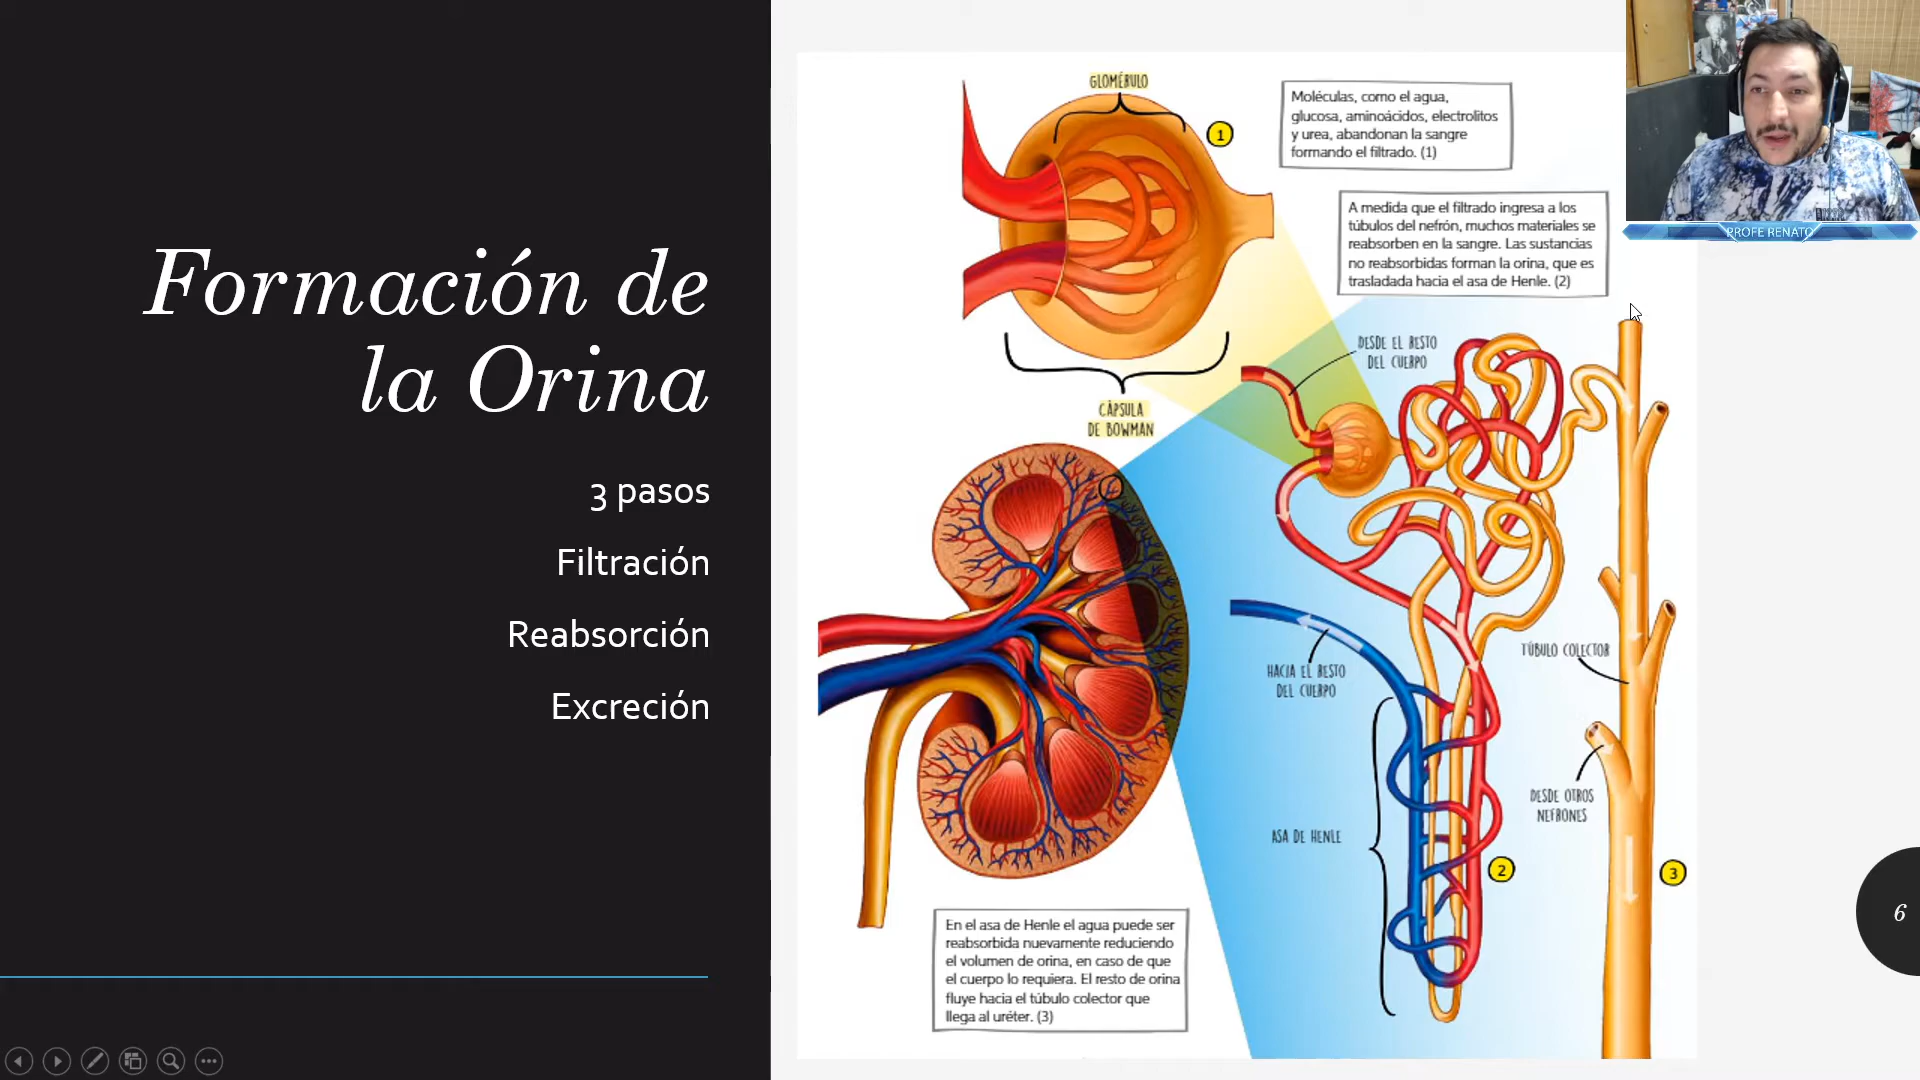 Formación de
la Orina
3 pasos
Filtración
Reabsorción
Excreción
GLOMÉRULO
1
Moléculas, como el agua,
glucosa, aminoácidos, electrolitos
y urea, abandonan la sangre
formando el filtrado. (1)
A medida que el filtrado ingresa a los
túbulos del nefrón, muchos materiales se
reabsorben en la sangre. Las sustancias
no reabsorbidas forman la orina, que es
trasladada hacia el asa de Henle. (2)
PROFE RENATO
DESDE EL RESTO
DEL CUERPO
CÁPSULA
DE BOWMAN
TÚBULO COLECTOR
HACIA EL RESTO
DEL CUERPO
DESDE OTROS
NEFRONES
ASA DE HENLE
2
3
6
En el asa de Henle el agua puede ser
reabsorbida nuevamente reduciendo
el volumen de orina, en caso de que
el cuerpo lo requiera. El resto de orina
fluye hacia el túbulo colector que
llega al uréter. (3)